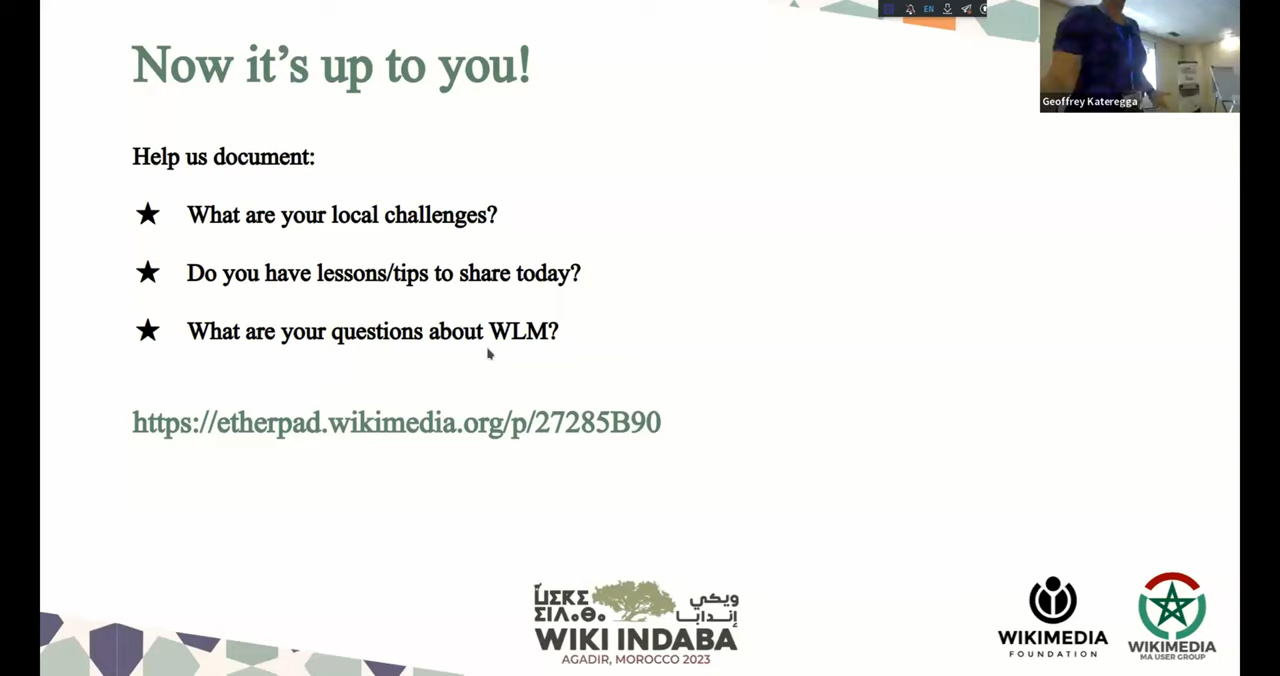 EN
Now it's up to you!
Geoffrey Kateregga
Help us document:
★ What are your local challenges?
★ Do you have lessons/tips to share today?
★ What are your questions about WLM?
https://etherpad.wikimedia.org/p/27285B90
ويكي
إندابا
WIKI INDABA
AGADIR, MOROCCO 2023
WIKIMEDIA
FOUNDATION
WIKIMEDIA
MA USER GROUP